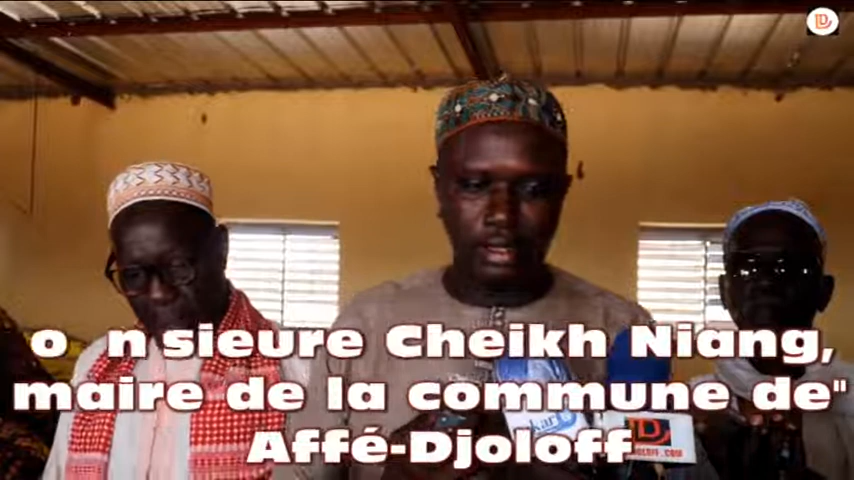 o n sieure Cheikh Niang,
maire de la commune de"
Affé-Djoloff